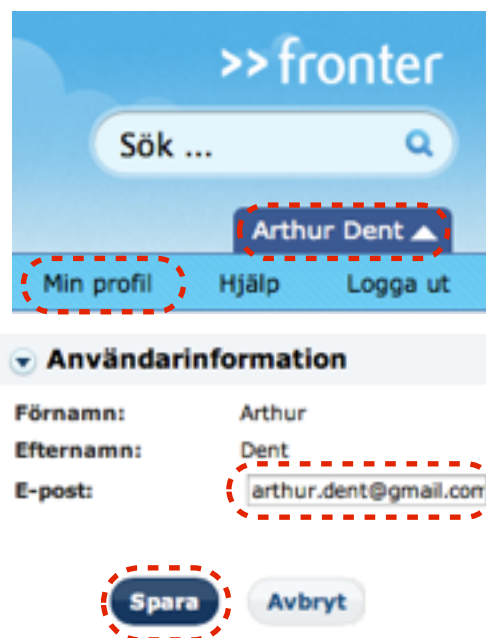 >>fronter
Sök ...
Arthur Dent
Min profil Hjälp Logga ut
Användarinformation
Förnamn: Arthur
Efternamn: Dent
E-post: arthur.dent@gmail.com
Spara Avbryt